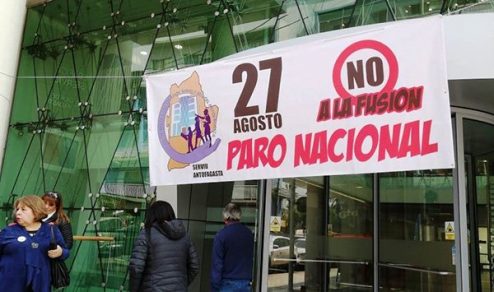 27
AGOSTO
NO
A LA FUSION
PARO NACIONAL
SERVIU
ANTOFAGASTA